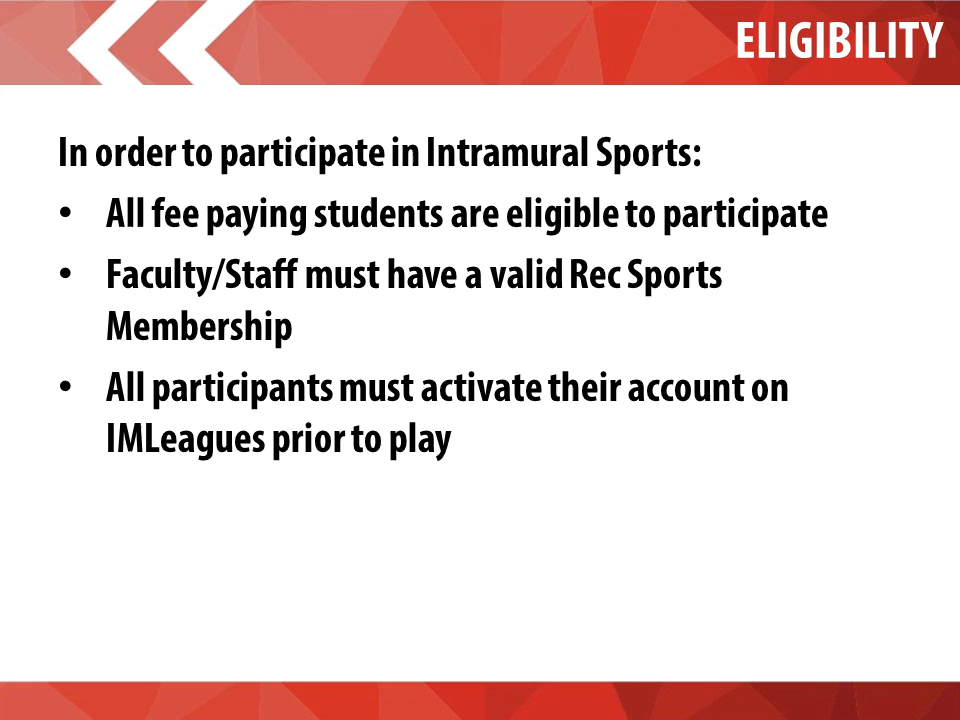 ELIGIBILITY
In order to participate in Intramural Sports:
• All fee paying students are eligible to participate
• Faculty/Staff must have a valid Rec Sports
Membership
• All participants must activate their account on
IMLeagues prior to play